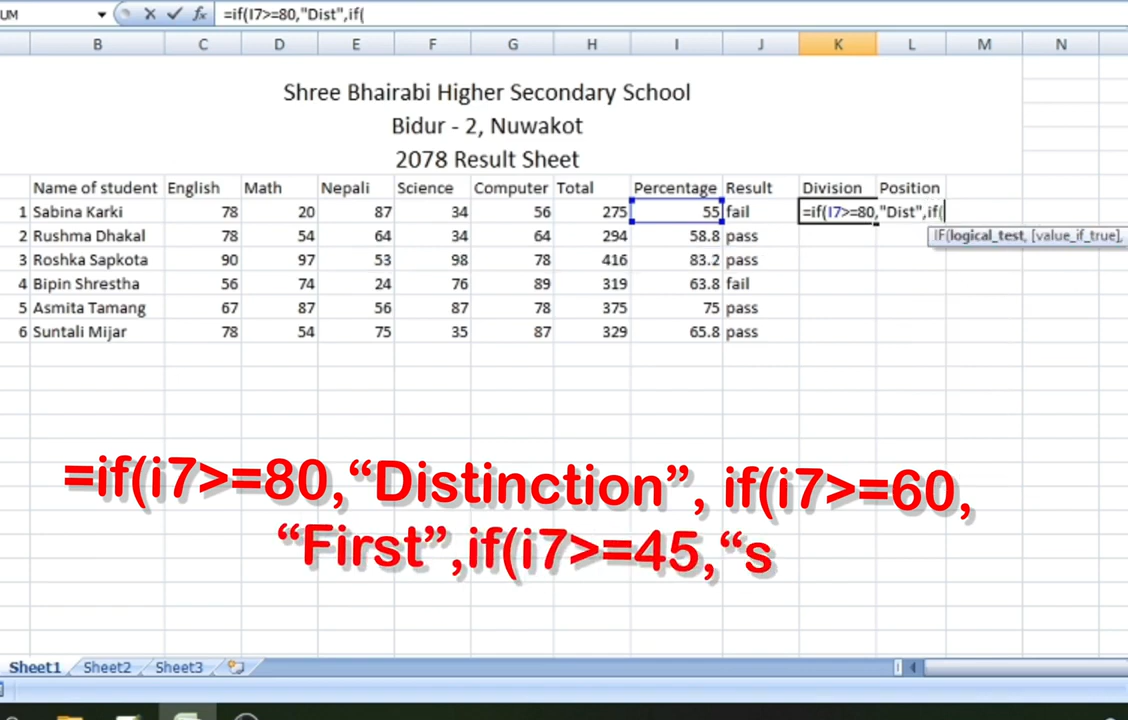 UM =if(I7>=80,"Dist",if(
B C D E F G H I J K L M N
Shree Bhairabi Higher Secondary School
Bidur - 2, Nuwakot
2078 Result Sheet
Name of student English Math Nepali Science Computer Total Percentage Result Division Position
1 Sabina Karki 78 20 87 34 56 275 55 fail =if(I7>=80,"Dist",if(
IF(logical_test, [value_if_true],
2 Rushma Dhakal 78 54 64 34 64 294 58.8 pass
3 Roshka Sapkota 90 97 53 98 78 416 83.2 pass
4 Bipin Shrestha 56 74 24 76 89 319 63.8 fail
5 Asmita Tamang 67 87 56 87 78 375 75 pass
6 Suntali Mijar 78 54 75 35 87 329 65.8 pass
=if(i7>=80,“Distinction”, if(i7>=60,
“First”,if(i7>=45,“s
Sheet1 Sheet2 Sheet3